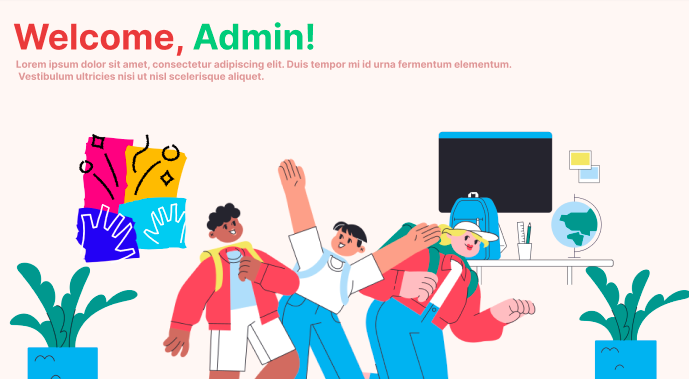 Welcome, Admin!
Lorem ipsum dolor sit amet, consectetur adipiscing elit. Duis tempor mi id urna fermentum elementum.
Vestibulum ultricies nisi ut nisl scelerisque aliquet.